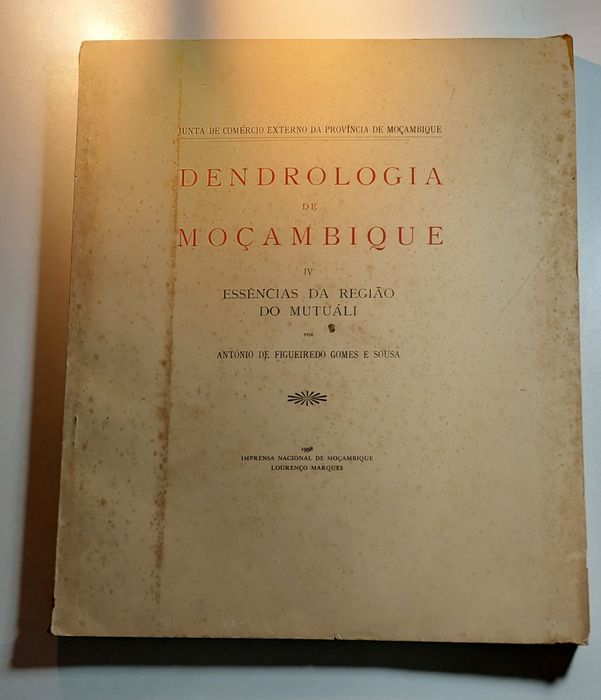 JUNTA DE COMÉRCIO EXTERNO DA PROVÍNCIA DE MOÇAMBIQUE
DENDROLOGIA
DE
MOÇAMBIQUE
IV
ESSÊNCIAS DA REGIÃO
DO MUTUÁLI
POR
ANTÓNIO DE FIGUEIREDO GOMES E SOUSA
1958
IMPRENSA NACIONAL DE MOÇAMBIQUE
LOURENÇO MARQUES